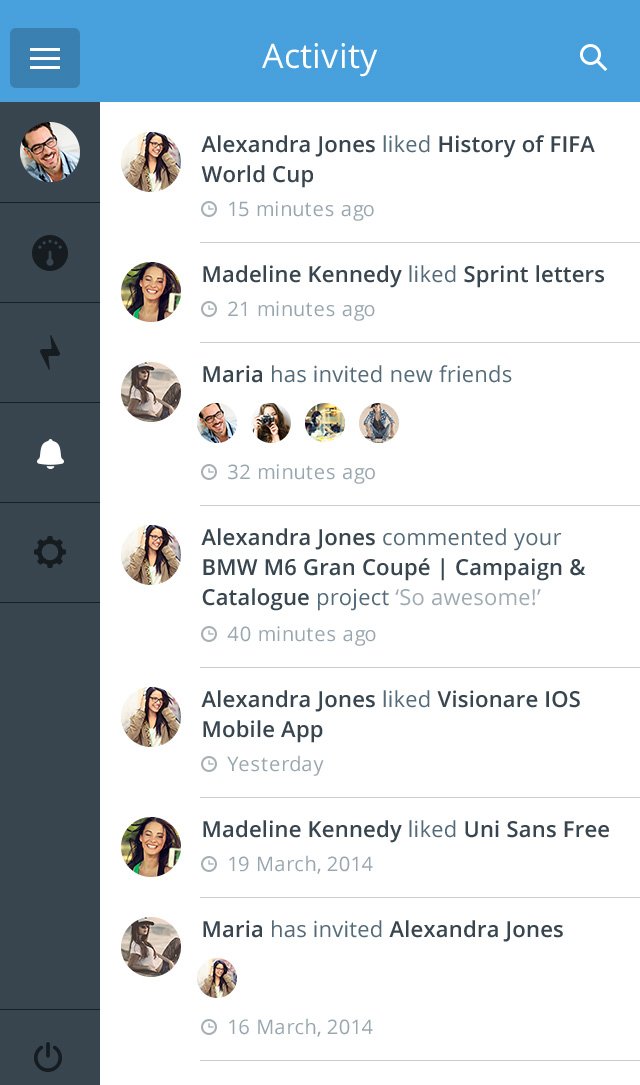 Activity
Alexandra Jones liked History of FIFA
World Cup
15 minutes ago
Madeline Kennedy liked Sprint letters
21 minutes ago
Maria has invited new friends
32 minutes ago
Alexandra Jones commented your
BMW M6 Gran Coupé | Campaign &
Catalogue project ‘So awesome!’
40 minutes ago
Alexandra Jones liked Visionare IOS
Mobile App
Yesterday
Madeline Kennedy liked Uni Sans Free
19 March, 2014
Maria has invited Alexandra Jones
16 March, 2014